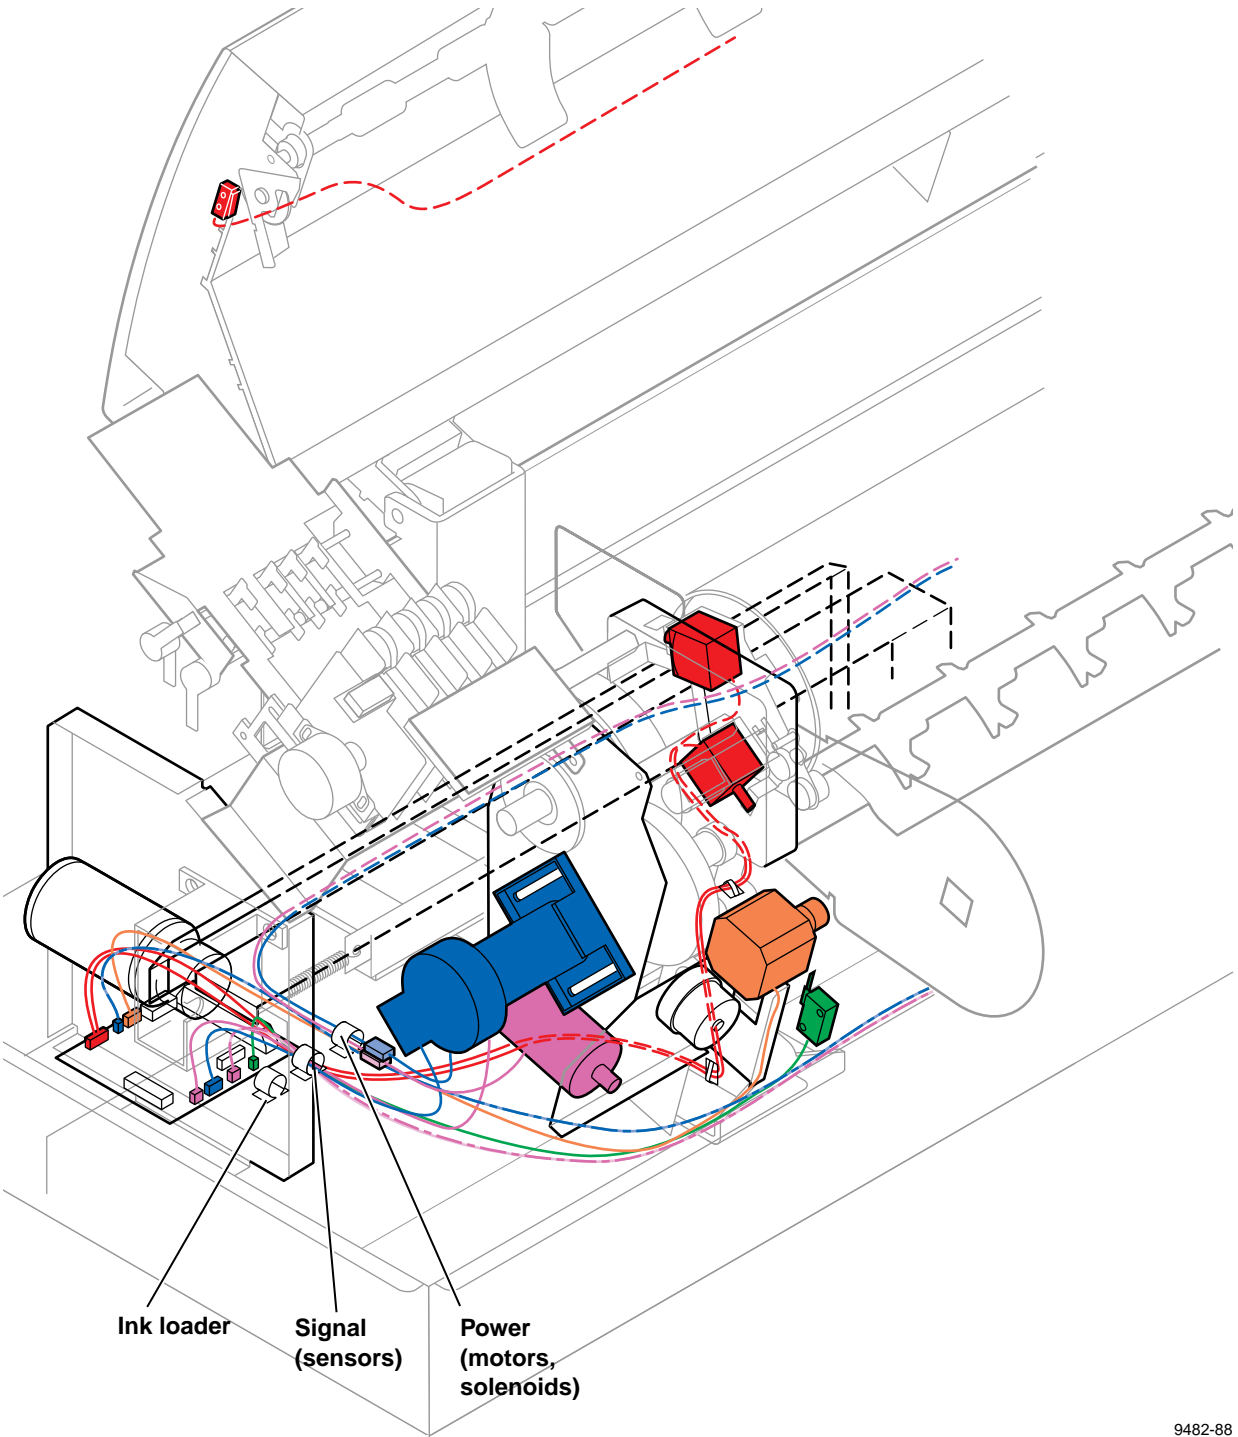 Ink loader
Signal
(sensors)
Power
(motors,
solenoids)
9482-88